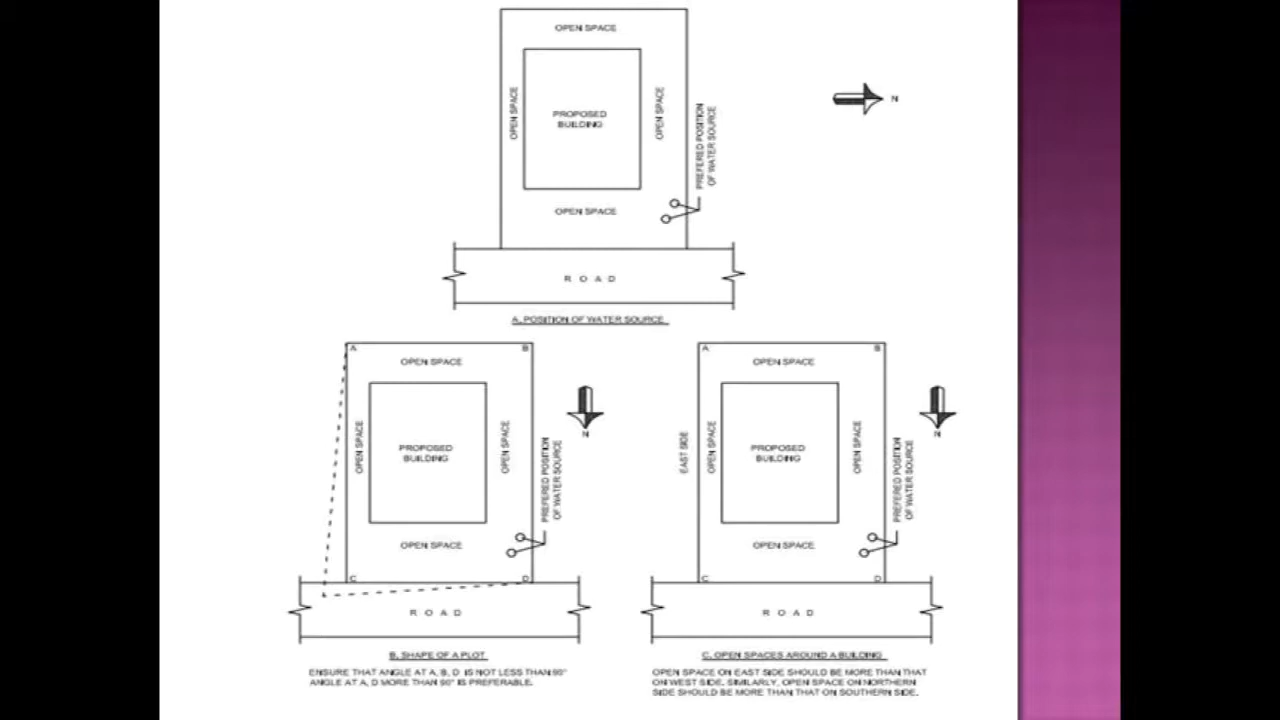 OPEN SPACE
OPEN SPACE
PROPOSED
BUILDING
OPEN SPACE
PREFERED POSITION
OF WATER SOURCE
N
OPEN SPACE
R O A D
A. POSITION OF WATER SOURCE
A
B
OPEN SPACE
OPEN SPACE
PROPOSED
BUILDING
OPEN SPACE
PREFERED POSITION
OF WATER SOURCE
N
OPEN SPACE
C
D
R O A D
B. SHAPE OF A PLOT
ENSURE THAT ANGLE AT A, B, D IS NOT LESS THAN 90°
ANGLE AT A, D MORE THAN 90° IS PREFERABLE.
A
B
OPEN SPACE
EAST SIDE
OPEN SPACE
PROPOSED
BUILDING
OPEN SPACE
PREFERED POSITION
OF WATER SOURCE
N
OPEN SPACE
C
D
R O A D
C. OPEN SPACES AROUND A BUILDING
OPEN SPACE ON EAST SIDE SHOULD BE MORE THAN THAT
ON WEST SIDE. SIMILARLY, OPEN SPACE ON NORTHERN
SIDE SHOULD BE MORE THAN THAT ON SOUTHERN SIDE.